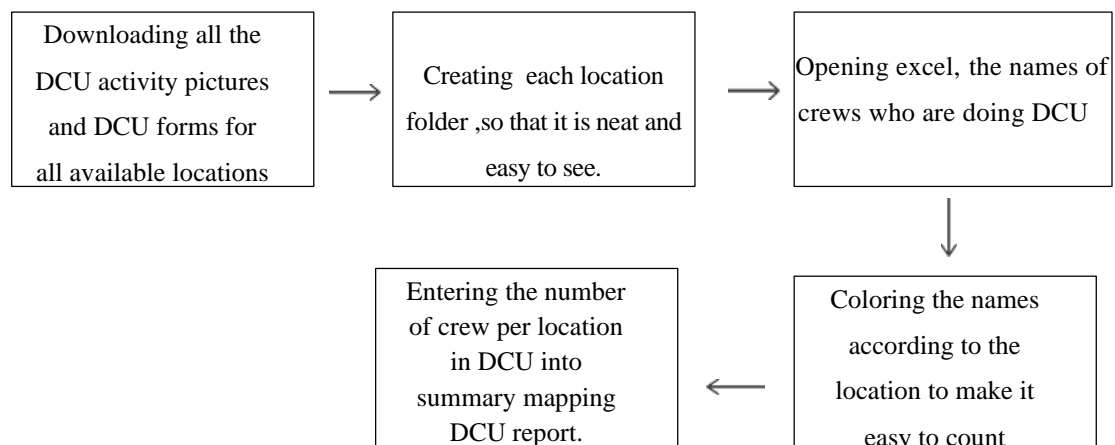 Downloading all the
DCU activity pictures
and DCU forms for
all available locations
Creating each location
folder ,so that it is neat and
easy to see.
Opening excel, the names of
crews who are doing DCU
Coloring the names
according to the
location to make it
easy to count
Entering the number
of crew per location
in DCU into
summary mapping
DCU report.